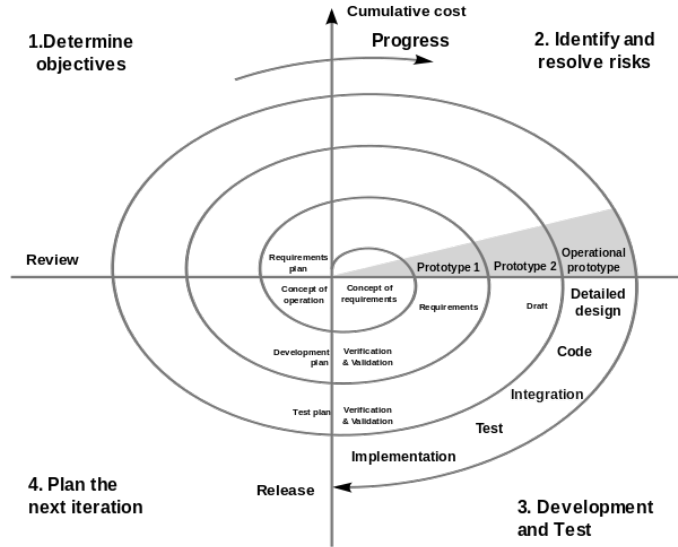 Cumulative cost
1.Determine
objectives
Progress
2. Identify and
resolve risks
Review
Requirements
plan
Prototype 1
Prototype 2
Operational
prototype
Concept of
operation
Concept of
requirements
Requirements
Draft
Detailed
design
Development
plan
Verification
& Validation
Code
Integration
Test plan
Verification
& Validation
Test
Implementation
4. Plan the
next iteration
Release
3. Development
and Test